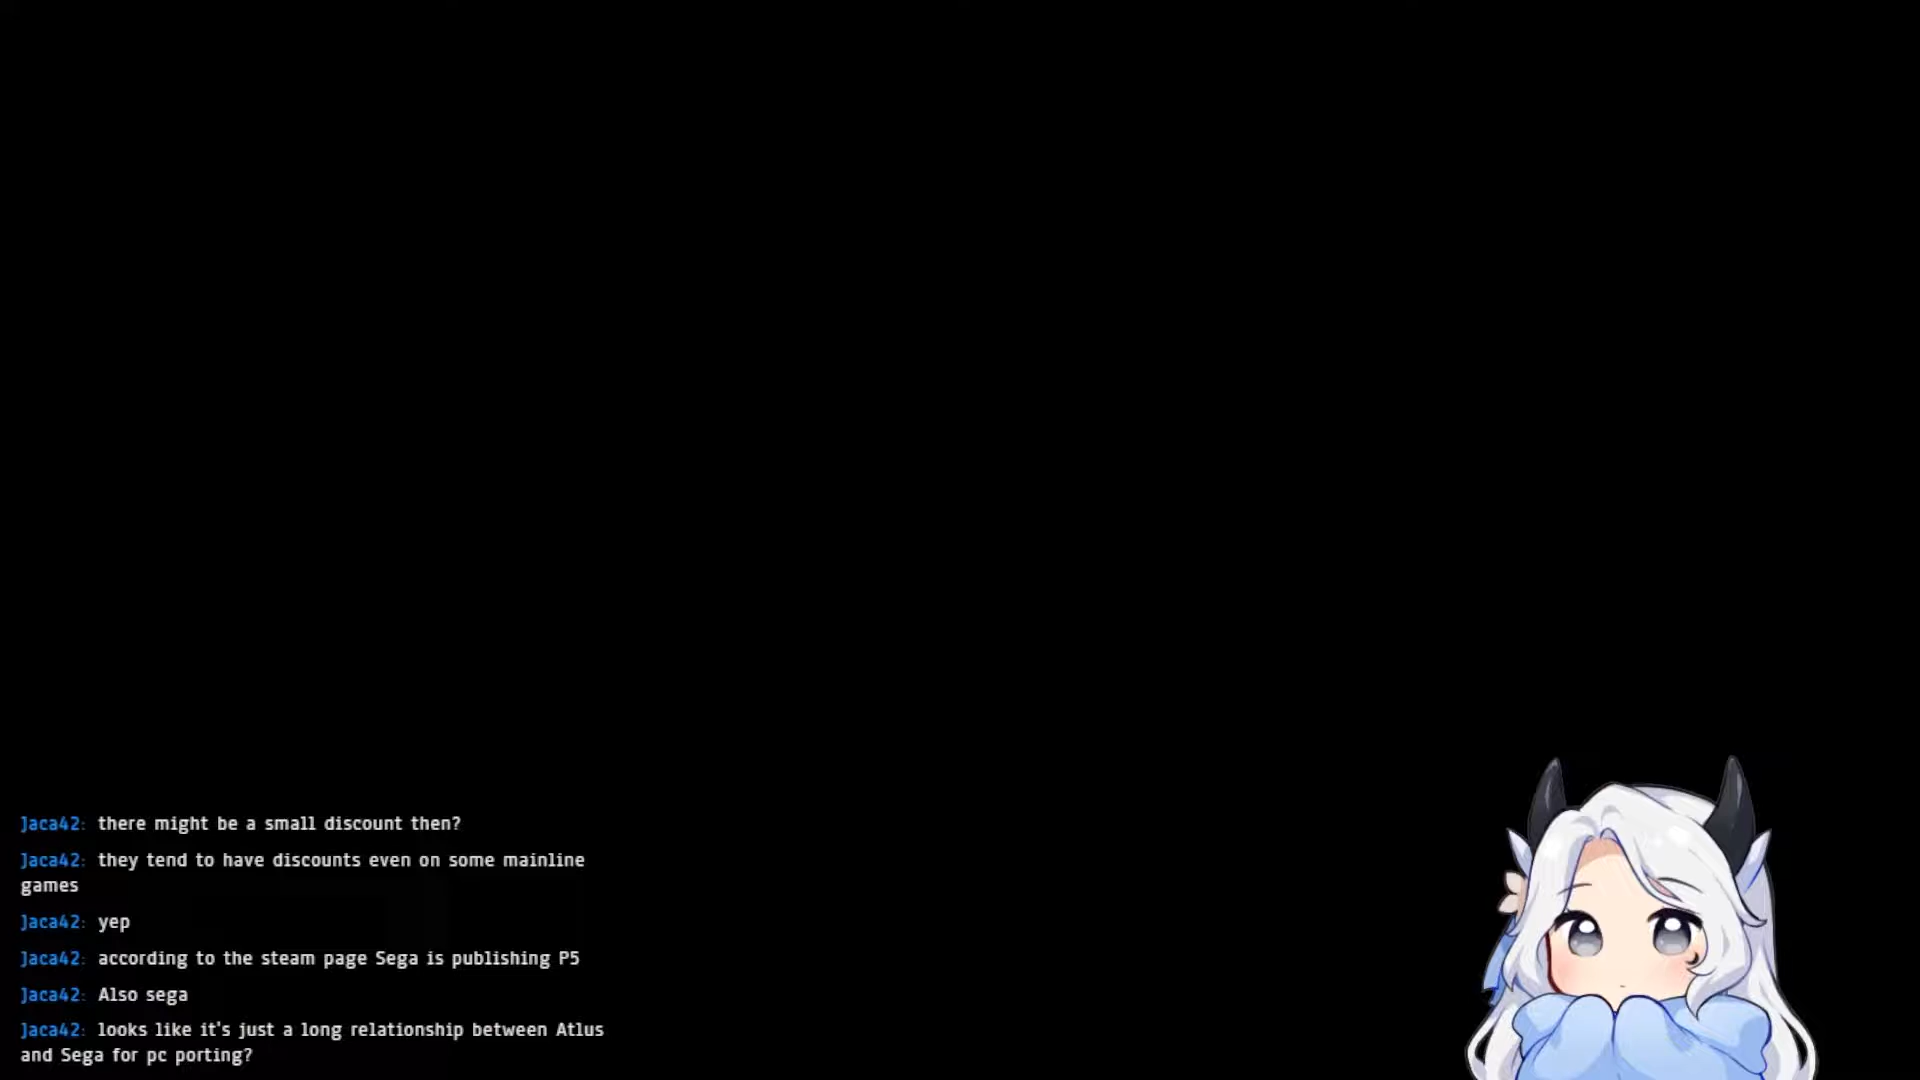 Jaca42: there might be a small discount then?
Jaca42: they tend to have discounts even on some mainline
games
Jaca42: yep
Jaca42: according to the steam page Sega is publishing P5
Jaca42: Also sega
Jaca42: looks like it's just a long relationship between Atlus
and Sega for pc porting?